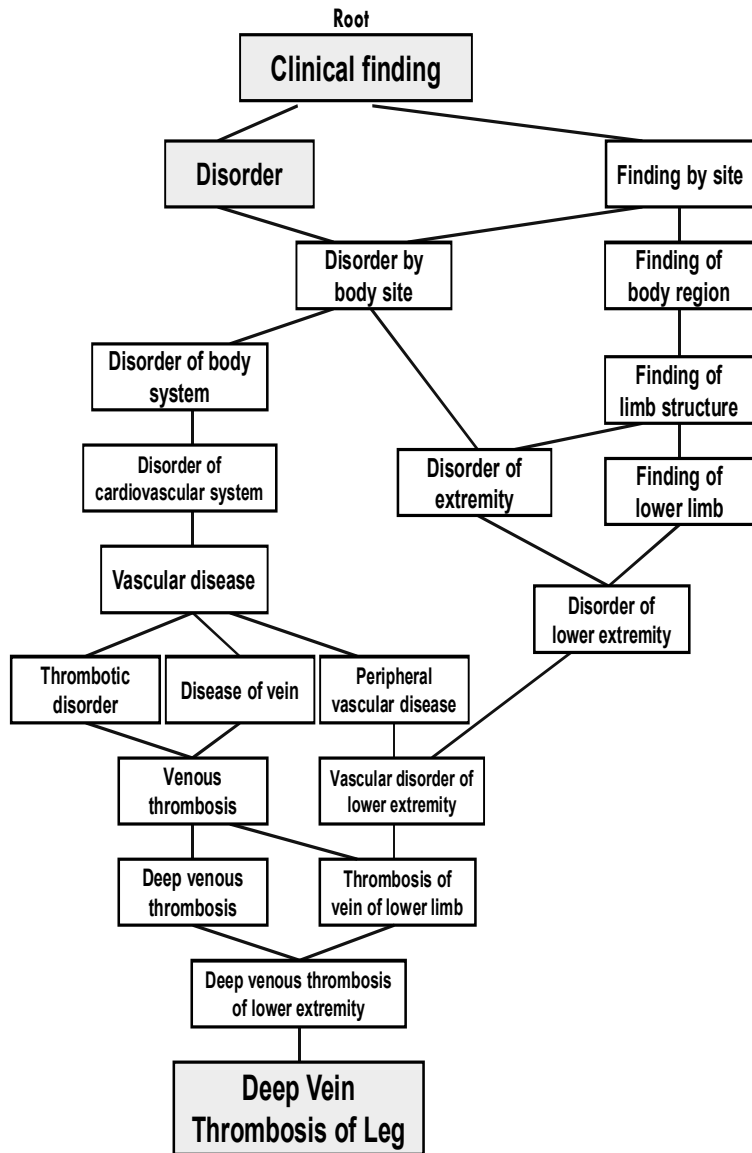 Root
Clinical finding
Disorder
Finding by site
Disorder by
body site
Finding of
body region
Disorder of body
system
Finding of
limb structure
Disorder of
cardiovascular system
Disorder of
extremity
Finding of
lower limb
Vascular disease
Disorder of
lower extremity
Thrombotic
disorder
Disease of vein
Peripheral
vascular disease
Venous
thrombosis
Vascular disorder of
lower extremity
Deep venous
thrombosis
Thrombosis of
vein of lower limb
Deep venous thrombosis
of lower extremity
Deep Vein
Thrombosis of Leg